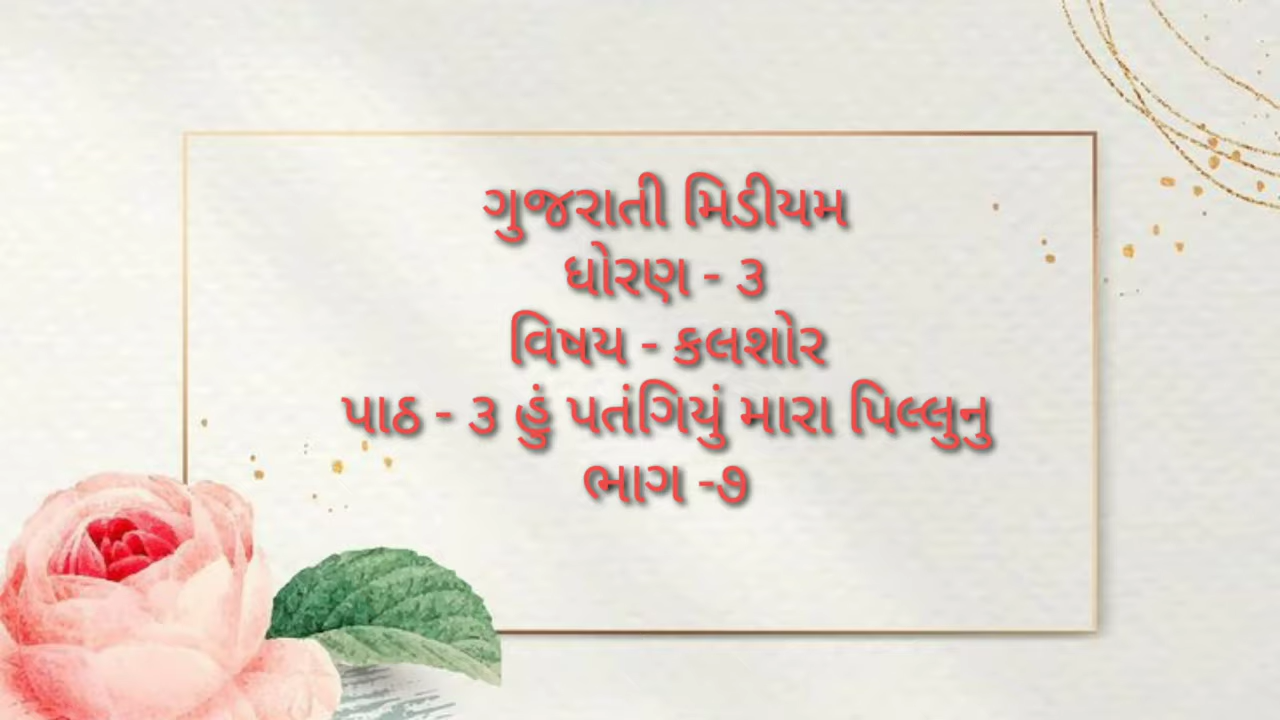 ગુજરાતી મિડીયમ
ધોરણ - ૩
વિષય - કલશોર
પાઠ - ૩ હું પતંગિયું મારા પિલ્લુનુ
ભાગ -૭